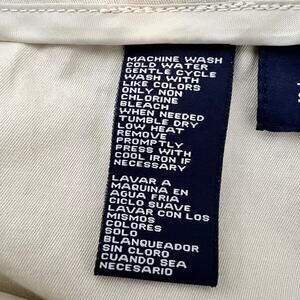 MACHINE WASH
COLD WATER
GENTLE CYCLE
WASH WITH
LIKE COLORS
ONLY NON
CHLORINE
BLEACH
WHEN NEEDED
TUMBLE DRY
LOW HEAT
REMOVE
PROMPTLY
PRESS WITH
COOL IRON IF
NECESSARY
LAVAR A
MAQUINA EN
AGUA FRIA
CICLO SUAVE
LAVAR CON LOS
MISMOS
COLORES
SOLO
BLANQUEADOR
SIN CLORO
CUANDO SEA
NECESARIO